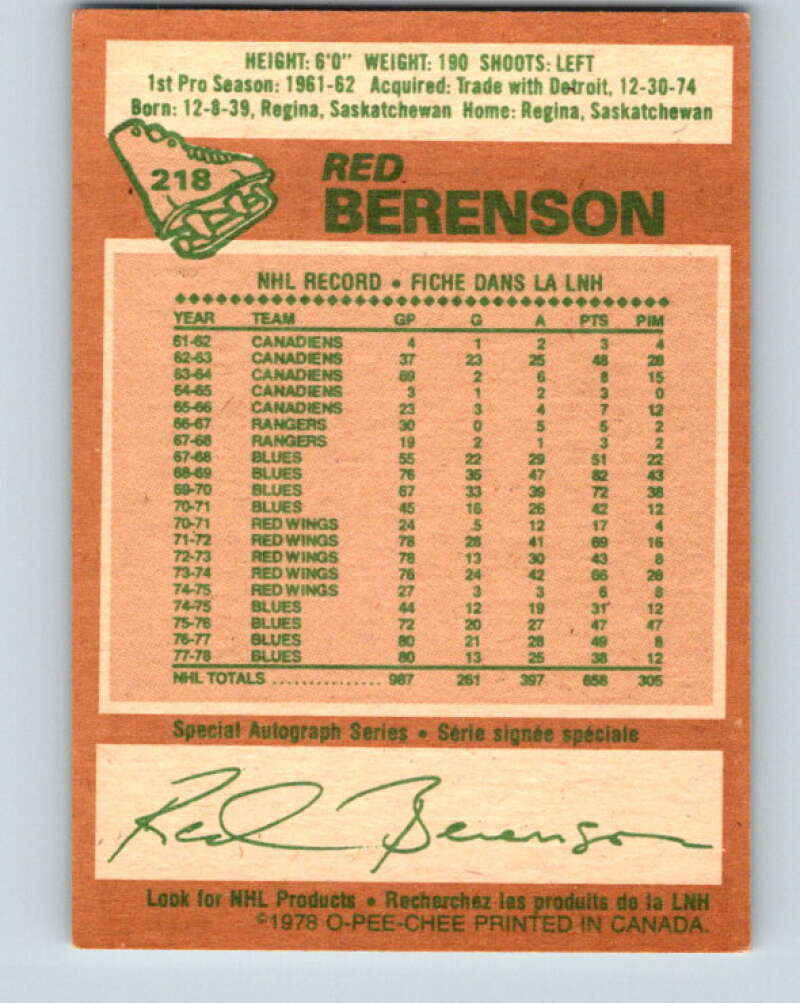 HEIGHT: 6'0" WEIGHT: 190 SHOOTS: LEFT
1st Pro Season: 1961-62 Acquired: Trade with Detroit, 12-30-74
Born: 12-8-39, Regina, Saskatchewan Home: Regina, Saskatchewan
218
RED
BERENSON
NHL RECORD • FICHE DANS LA LNH
YEAR TEAM GP G A PTS PIM
61-62 CANADIENS 4 1 2 3 4
62-63 CANADIENS 37 23 25 48 28
63-64 CANADIENS 69 2 6 8 15
64-65 CANADIENS 3 1 2 3 0
65-66 CANADIENS 23 3 4 7 12
66-67 RANGERS 30 0 5 5 2
67-68 RANGERS 19 2 1 3 2
67-68 BLUES 55 22 29 51 22
68-69 BLUES 76 35 47 82 43
69-70 BLUES 67 33 39 72 38
70-71 BLUES 45 16 26 42 12
70-71 RED WINGS 24 5 12 17 4
71-72 RED WINGS 78 28 41 69 16
72-73 RED WINGS 78 13 30 43 8
73-74 RED WINGS 76 24 42 66 28
74-75 RED WINGS 27 3 3 6 8
74-75 BLUES 44 12 19 31 12
75-76 BLUES 72 20 27 47 47
76-77 BLUES 80 21 28 49 8
77-78 BLUES 80 13 25 38 12
NHL TOTALS ............... 987 261 397 658 305
Special Autograph Series • Série signée spéciale
Red Berenson
Look for NHL Products • Recherchez les produits de la LNH
©1978 O-PEE-CHEE PRINTED IN CANADA.